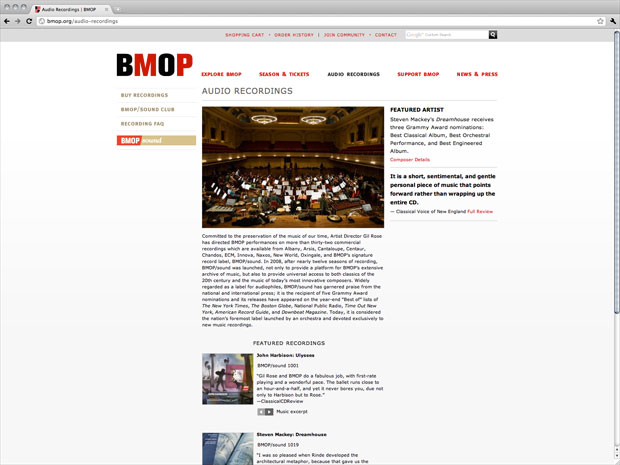 Audio Recordings | BMOP
bmop.org/audio-recordings
SHOPPING CART • ORDER HISTORY | JOIN COMMUNITY • CONTACT
Google™ Custom Search
BMOP
EXPLORE BMOP SEASON & TICKETS AUDIO RECORDINGS SUPPORT BMOP NEWS & PRESS
BUY RECORDINGS
BMOP/SOUND CLUB
RECORDING FAQ
BMOP sound
AUDIO RECORDINGS
FEATURED ARTIST
Steven Mackey's Dreamhouse receives
three Grammy Award nominations:
Best Classical Album, Best Orchestral
Performance, and Best Engineered
Album.
Composer Details
It is a short, sentimental, and gentle
personal piece of music that points
forward rather than wrapping up the
entire CD.
— Classical Voice of New England Full Review.
Committed to the preservation of the music of our time, Artist Director Gil Rose
has directed BMOP performances on more than thirty-two commercial
recordings which are available from Albany, Arsis, Cantaloupe, Centaur,
Chandos, ECM, Innova, Naxos, New World, Oxingale, and BMOP's signature
record label, BMOP/sound. In 2008, after nearly twelve seasons of recording,
BMOP/sound was launched, not only to provide a platform for BMOP's extensive
archive of music, but also to provide universal access to both classics of the
20th century and the music of today's most innovative composers. Widely
regarded as a label for audiophiles, BMOP/sound has garnered praise from the
national and international press; it is the recipient of five Grammy Award
nominations and its releases have appeared on the year-end "Best of" lists of
The New York Times, The Boston Globe, National Public Radio, Time Out New
York, American Record Guide, and Downbeat Magazine. Today, it is considered
the nation's foremost label launched by an orchestra and devoted exclusively to
new music recordings.
FEATURED RECORDINGS
John Harbison: Ulysses
BMOP/sound 1001
"Gil Rose and BMOP do a fabulous job, with first-rate
playing and a wonderful pace. The ballet runs close to
an hour-and-a-half, and yet it never bores you, due not
only to Harbison but to Rose."
—ClassicalCDReview
Music excerpt
Steven Mackey: Dreamhouse
BMOP/sound 1019
"I was so pleased when Rinde developed the
architectural metaphor, because that gave us the